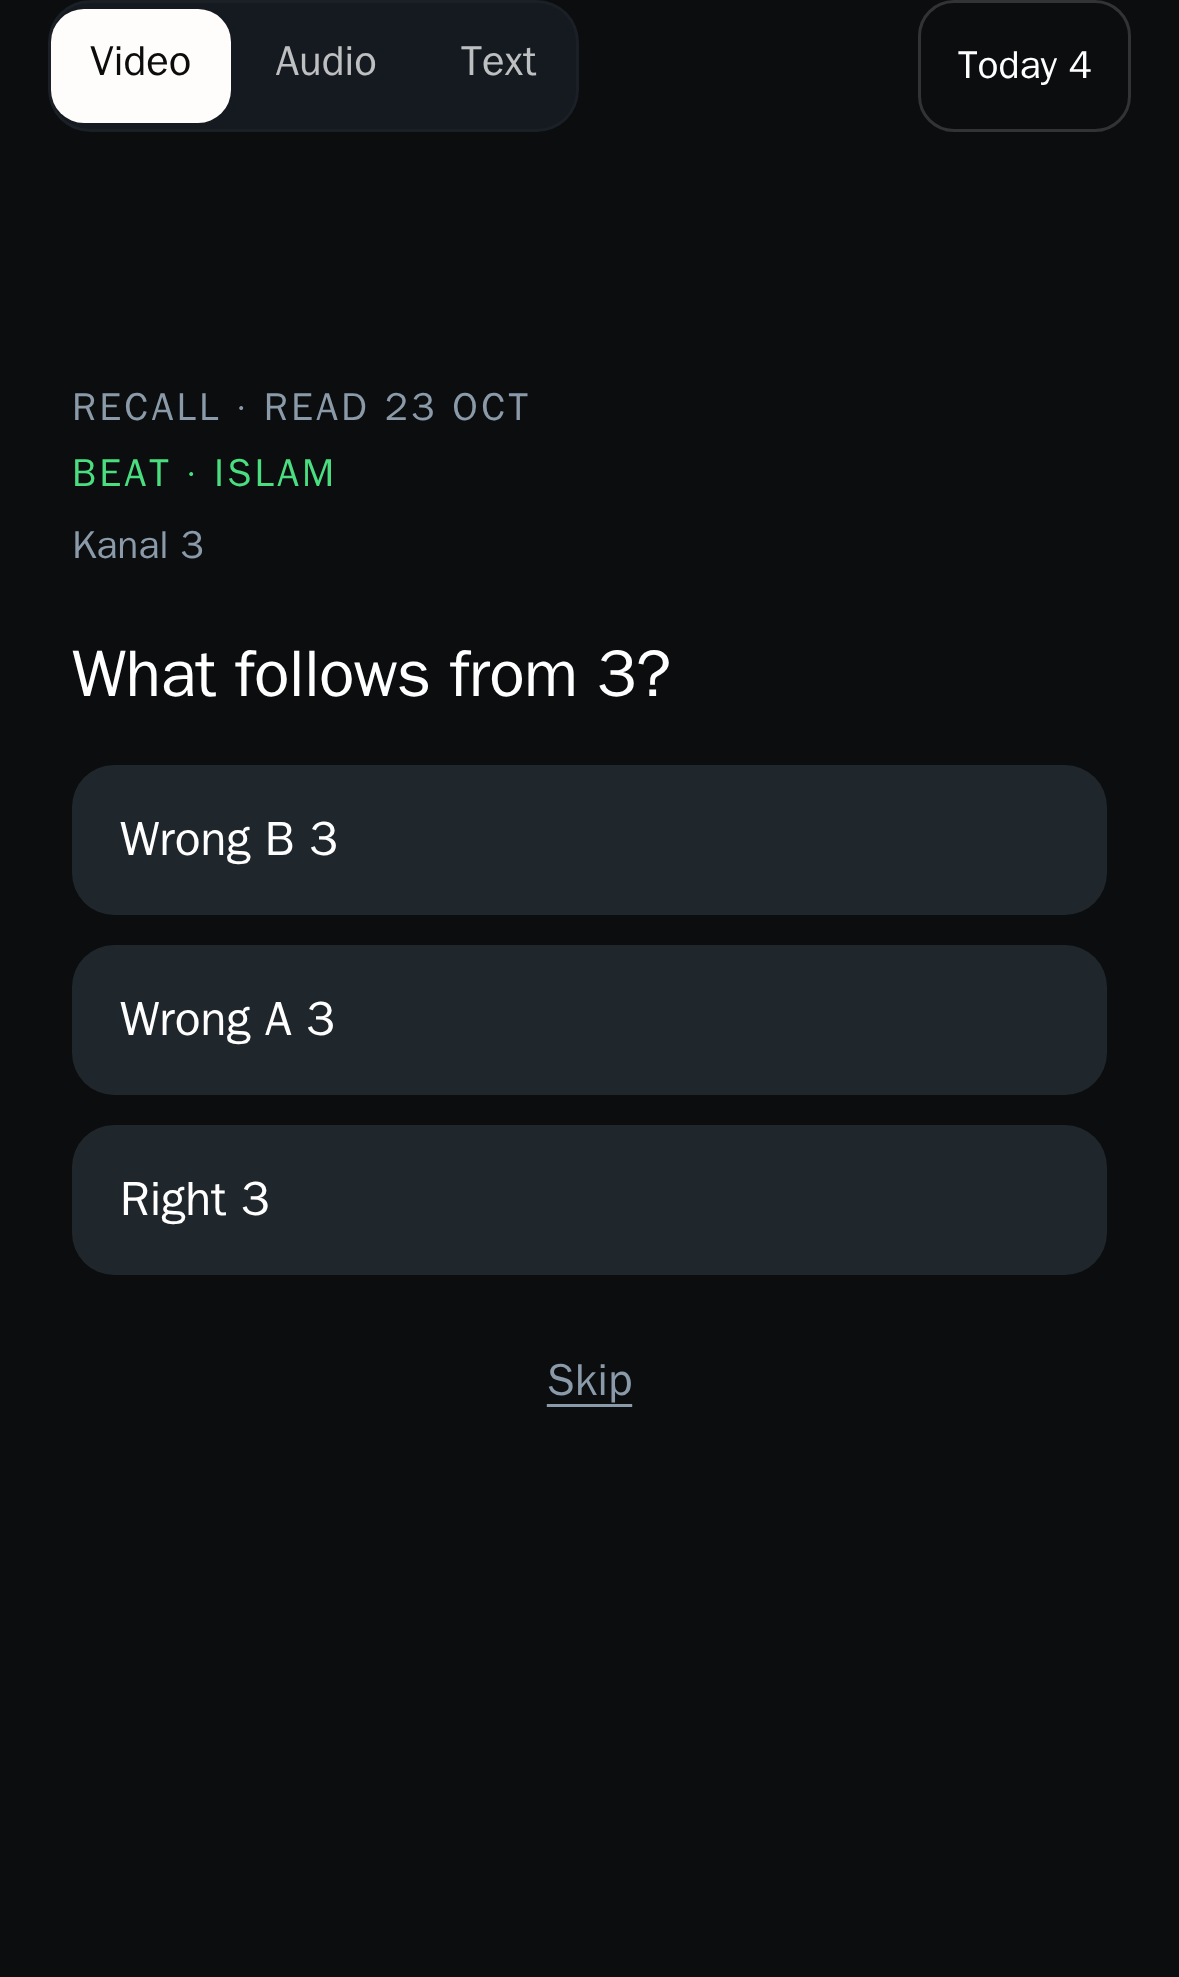 Video Audio Text Today 4
RECALL · READ 23 OCT
BEAT · ISLAM
Kanal 3
What follows from 3?
Wrong B 3
Wrong A 3
Right 3
Skip